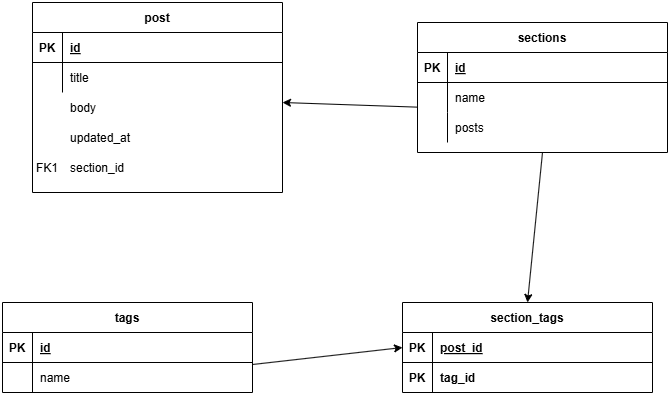 post
PK id
title
body
updated_at
FK1 section_id
sections
PK id
name
posts
tags
PK id
name
section_tags
PK post_id
PK tag_id